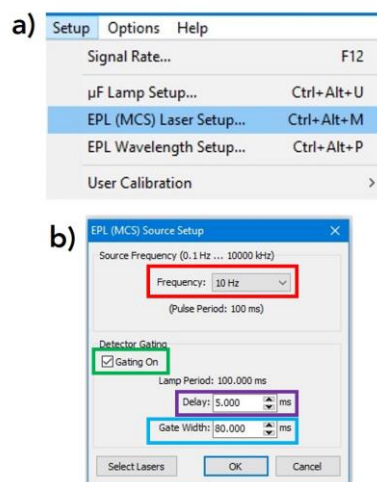 a)
Setup Options Help
Signal Rate... F12
µF Lamp Setup... Ctrl+Alt+U
EPL (MCS) Laser Setup... Ctrl+Alt+M
EPL Wavelength Setup... Ctrl+Alt+P
User Calibration >
b)
EPL (MCS) Source Setup
Source Frequency (0.1 Hz ... 10000 kHz)
Frequency: 10 Hz
(Pulse Period: 100 ms)
Detector Gating
Gating On
Lamp Period: 100.000 ms
Delay: 5.000 ms
Gate Width: 80.000 ms
Select Lasers OK Cancel